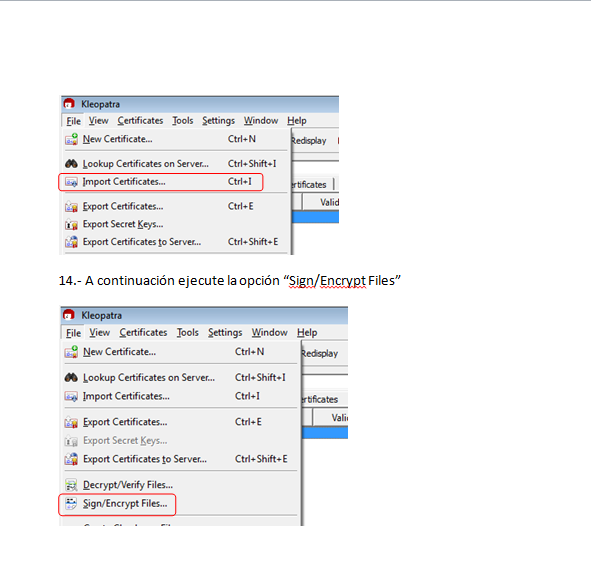 Kleopatra
File View Certificates Tools Settings Window Help
New Certificate... Ctrl+N Redisplay
Lookup Certificates on Server... Ctrl+Shift+I
Import Certificates... Ctrl+I rtificates
Export Certificates... Ctrl+E Valid
Export Secret Keys...
Export Certificates to Server... Ctrl+Shift+E
14.- A continuación ejecute la opción “Sign/Encrypt Files”
Kleopatra
File View Certificates Tools Settings Window Help
New Certificate... Ctrl+N Redisplay
Lookup Certificates on Server... Ctrl+Shift+I
Import Certificates... Ctrl+I rtificates
Export Certificates... Ctrl+E Vali
Export Secret Keys...
Export Certificates to Server... Ctrl+Shift+E
Decrypt/Verify Files...
Sign/Encrypt Files...